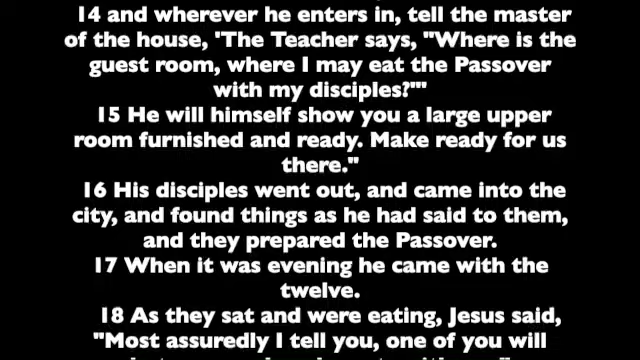 14 and wherever he enters in, tell the master
of the house, 'The Teacher says, "Where is the
guest room, where I may eat the Passover
with my disciples?"'
15 He will himself show you a large upper
room furnished and ready. Make ready for us
there."
16 His disciples went out, and came into the
city, and found things as he had said to them,
and they prepared the Passover.
17 When it was evening he came with the
twelve.
18 As they sat and were eating, Jesus said,
"Most assuredly I tell you, one of you will